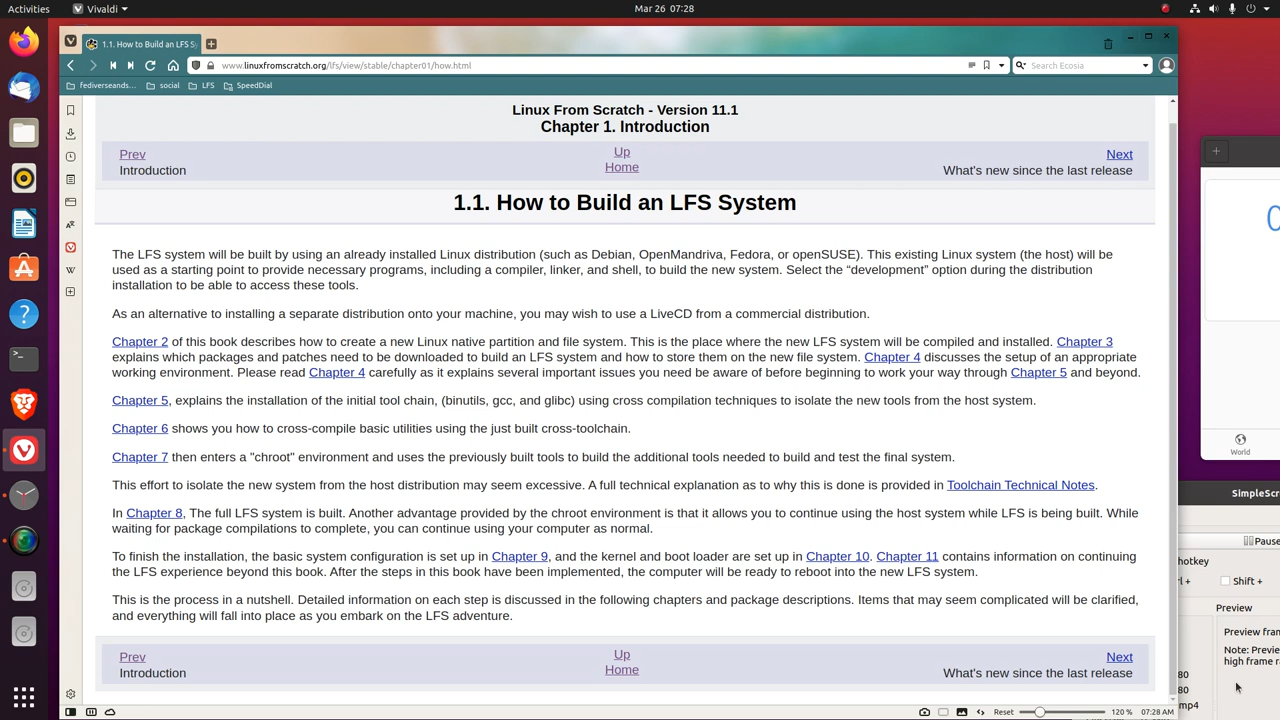 Activities
Vivaldi
Mar 26 07:28
1.1. How to Build an LFS S
www.linuxfromscratch.org/lfs/view/stable/chapter01/how.html
Search Ecosia
fediverseands...
social
LFS
SpeedDial
Linux From Scratch - Version 11.1
Chapter 1. Introduction
Prev
Up
Next
Introduction
Home
What's new since the last release
1.1. How to Build an LFS System
The LFS system will be built by using an already installed Linux distribution (such as Debian, OpenMandriva, Fedora, or openSUSE). This existing Linux system (the host) will be
used as a starting point to provide necessary programs, including a compiler, linker, and shell, to build the new system. Select the “development” option during the distribution
installation to be able to access these tools.
As an alternative to installing a separate distribution onto your machine, you may wish to use a LiveCD from a commercial distribution.
Chapter 2 of this book describes how to create a new Linux native partition and file system. This is the place where the new LFS system will be compiled and installed. Chapter 3
explains which packages and patches need to be downloaded to build an LFS system and how to store them on the new file system. Chapter 4 discusses the setup of an appropriate
working environment. Please read Chapter 4 carefully as it explains several important issues you need be aware of before beginning to work your way through Chapter 5 and beyond.
Chapter 5, explains the installation of the initial tool chain, (binutils, gcc, and glibc) using cross compilation techniques to isolate the new tools from the host system.
Chapter 6 shows you how to cross-compile basic utilities using the just built cross-toolchain.
Chapter 7 then enters a "chroot" environment and uses the previously built tools to build the additional tools needed to build and test the final system.
This effort to isolate the new system from the host distribution may seem excessive. A full technical explanation as to why this is done is provided in Toolchain Technical Notes.
In Chapter 8, The full LFS system is built. Another advantage provided by the chroot environment is that it allows you to continue using the host system while LFS is being built. While
waiting for package compilations to complete, you can continue using your computer as normal.
To finish the installation, the basic system configuration is set up in Chapter 9, and the kernel and boot loader are set up in Chapter 10. Chapter 11 contains information on continuing
the LFS experience beyond this book. After the steps in this book have been implemented, the computer will be ready to reboot into the new LFS system.
This is the process in a nutshell. Detailed information on each step is discussed in the following chapters and package descriptions. Items that may seem complicated will be clarified,
and everything will fall into place as you embark on the LFS adventure.
Prev
Up
Next
Introduction
Home
What's new since the last release
Reset
120 %
07:28 AM
0
World
SimpleScr
Pause
hotkey
rl +
Shift +
Preview
Preview fram
Note: Previe
high frame ra
80
80
mp4